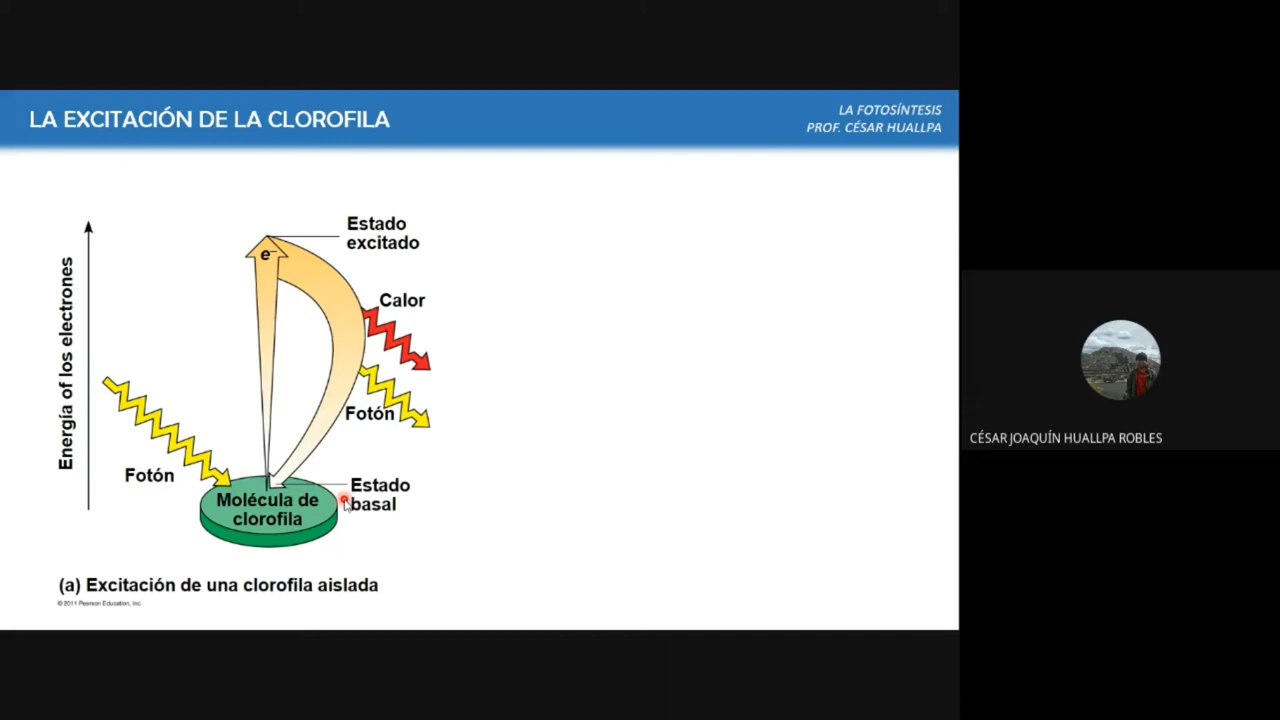 LA EXCITACIÓN DE LA CLOROFILA
LA FOTOSÍNTESIS
PROF. CÉSAR HUALLPA
Energía of los electrones
Estado
excitado
e-
Calor
Fotón
Fotón
Estado
basal
Molécula de
clorofila
(a) Excitación de una clorofila aislada
© 2011 Pearson Education, Inc.
CÉSAR JOAQUÍN HUALLPA ROBLES